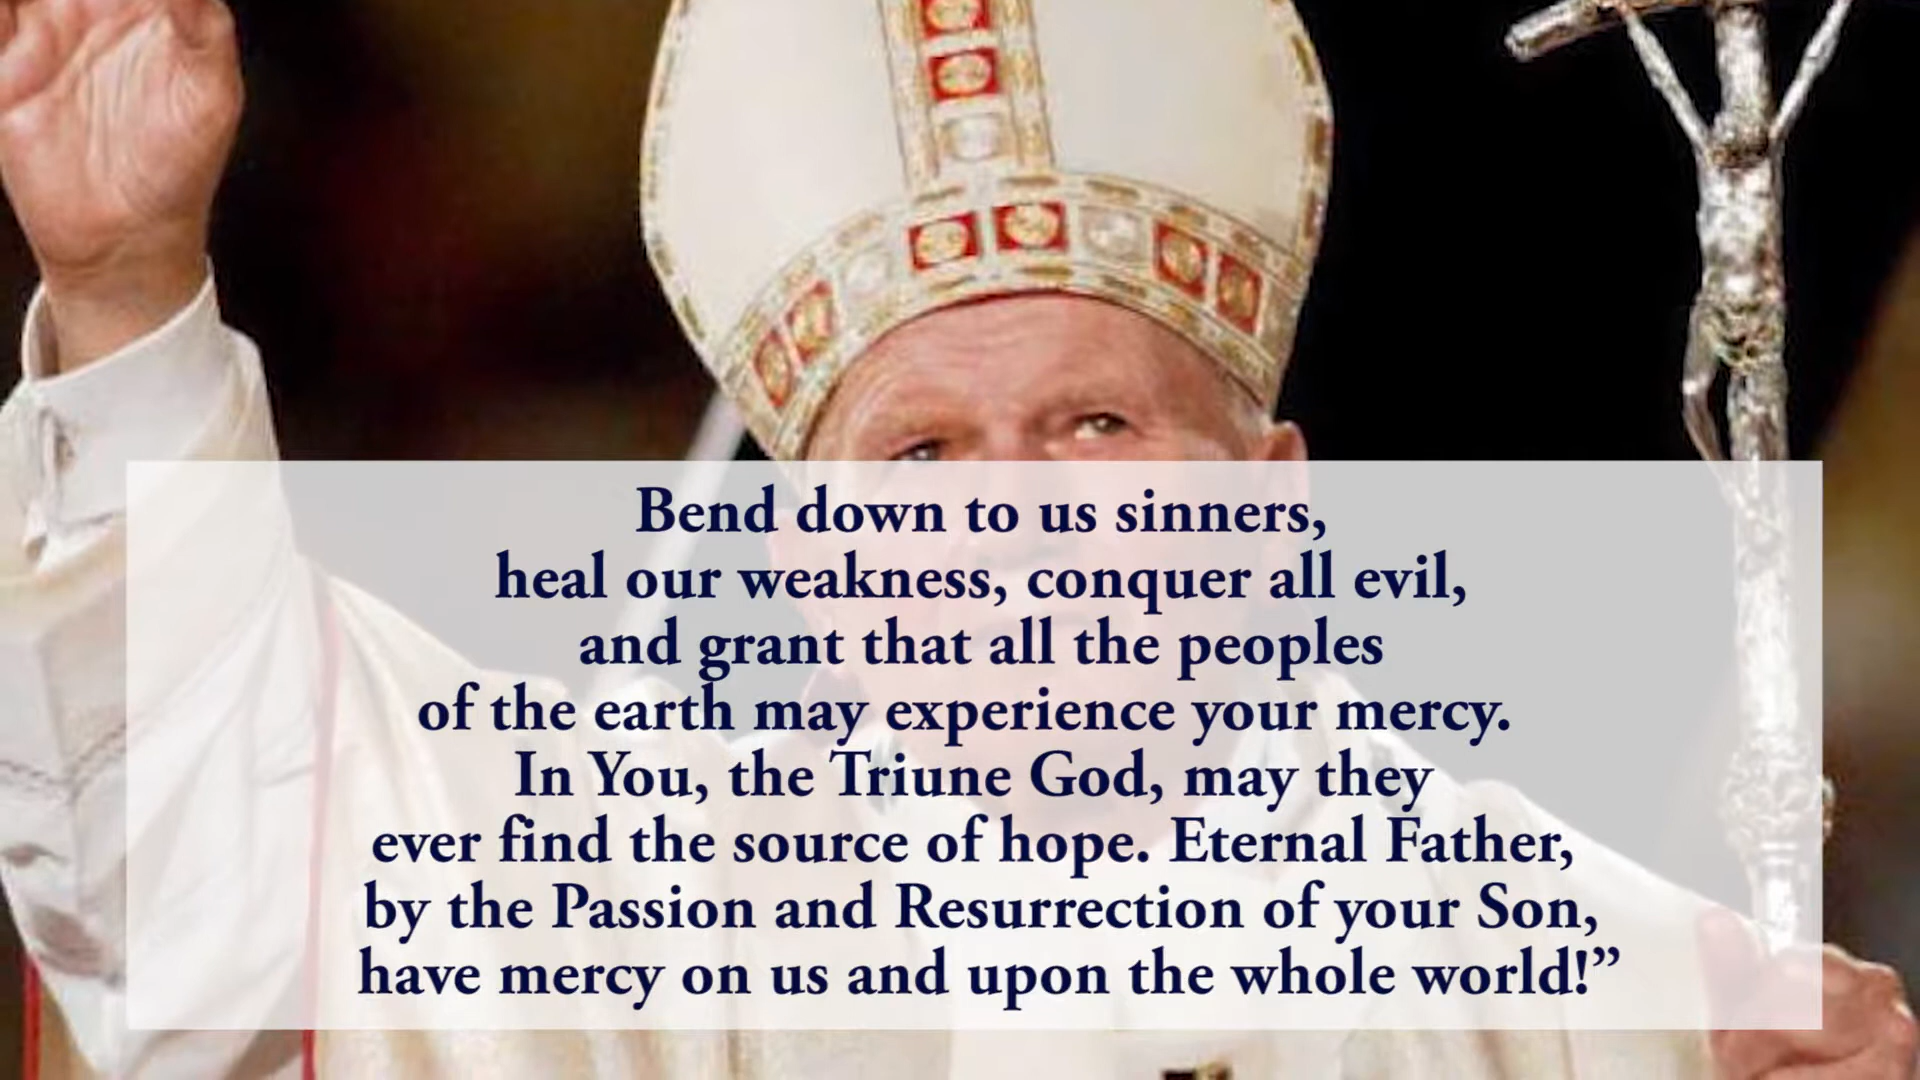 Bend down to us sinners,
heal our weakness, conquer all evil,
and grant that all the peoples
of the earth may experience your mercy.
In You, the Triune God, may they
ever find the source of hope. Eternal Father,
by the Passion and Resurrection of your Son,
have mercy on us and upon the whole world!”